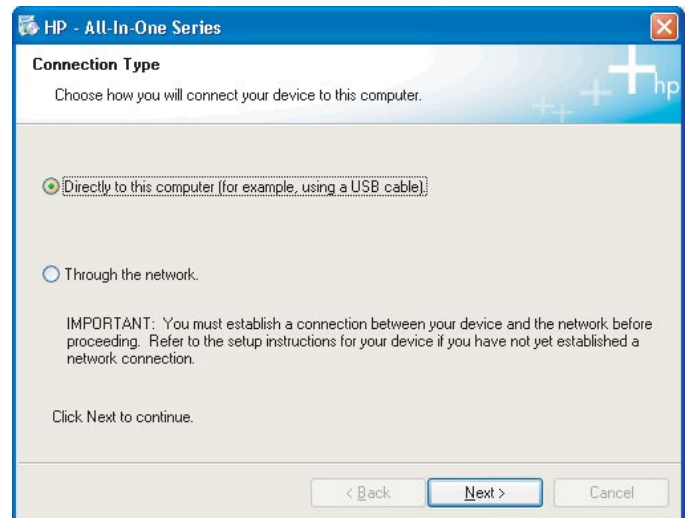 HP - All-In-One Series
Connection Type
Choose how you will connect your device to this computer.
hp
Directly to this computer (for example, using a USB cable).
Through the network.
IMPORTANT: You must establish a connection between your device and the network before
proceeding. Refer to the setup instructions for your device if you have not yet established a
network connection.
Click Next to continue.
< Back
Next >
Cancel